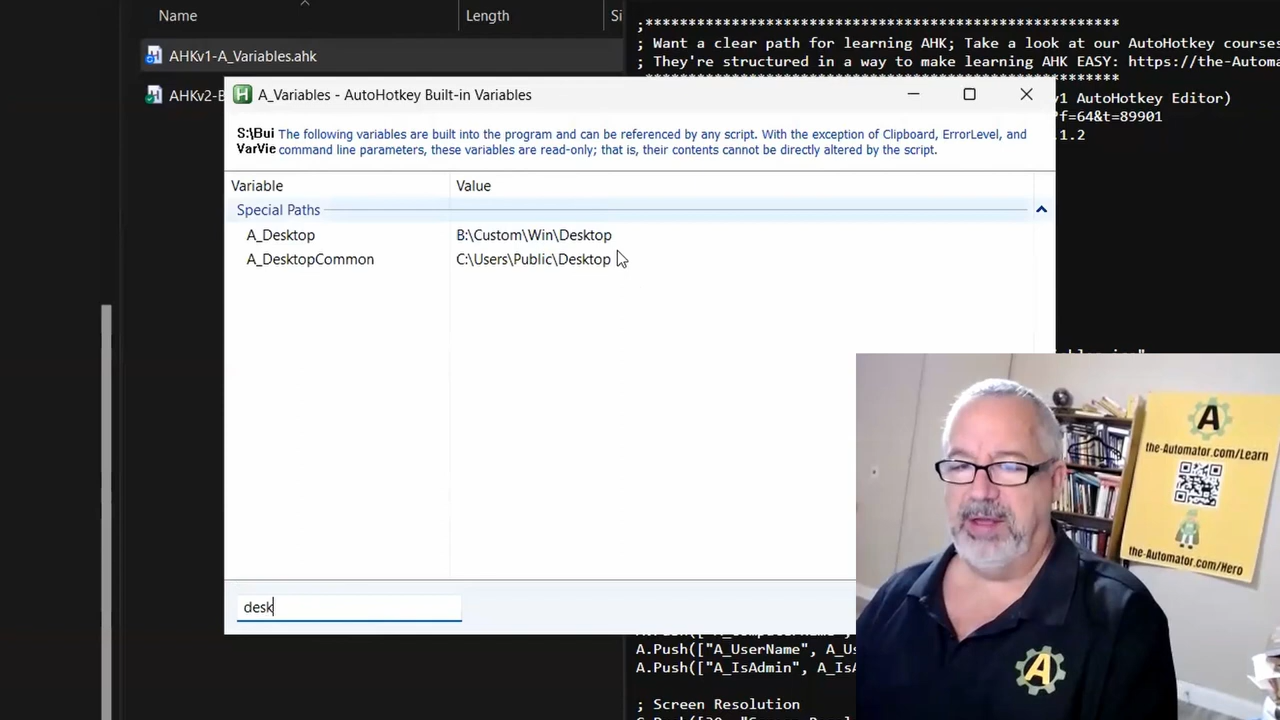 Name
Length
Si
AHKv1-A_Variables.ahk
AHKv2-B
;*******************************************************
; Want a clear path for learning AHK; Take a look at our AutoHotkey courses
; They're structured in a way to make learning AHK EASY: https://the-Automa
*******************************************************
v1 AutoHotkey Editor)
?f=64&t=89901
1.2
A_Variables - AutoHotkey Built-in Variables
S:\Bui
VarVie
The following variables are built into the program and can be referenced by any script. With the exception of Clipboard, ErrorLevel, and
command line parameters, these variables are read-only; that is, their contents cannot be directly altered by the script.
Variable
Value
Special Paths
A_Desktop
B:\Custom\Win\Desktop
A_DesktopCommon
C:\Users\Public\Desktop
desk
A.Push(["A_UserName", A_Us
A.Push(["A_IsAdmin", A_IsA
; Screen Resolution
A
the-Automator.com/Learn
the-Automator.com/Hero
A